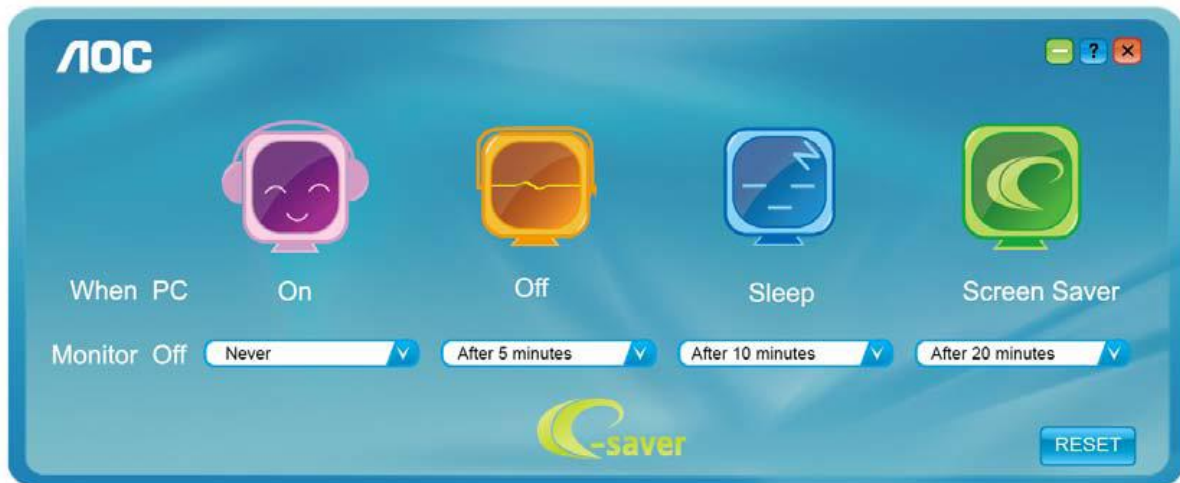 AOC
?
When PC On Off Sleep Screen Saver
Monitor Off Never After 5 minutes After 10 minutes After 20 minutes
e-saver
RESET